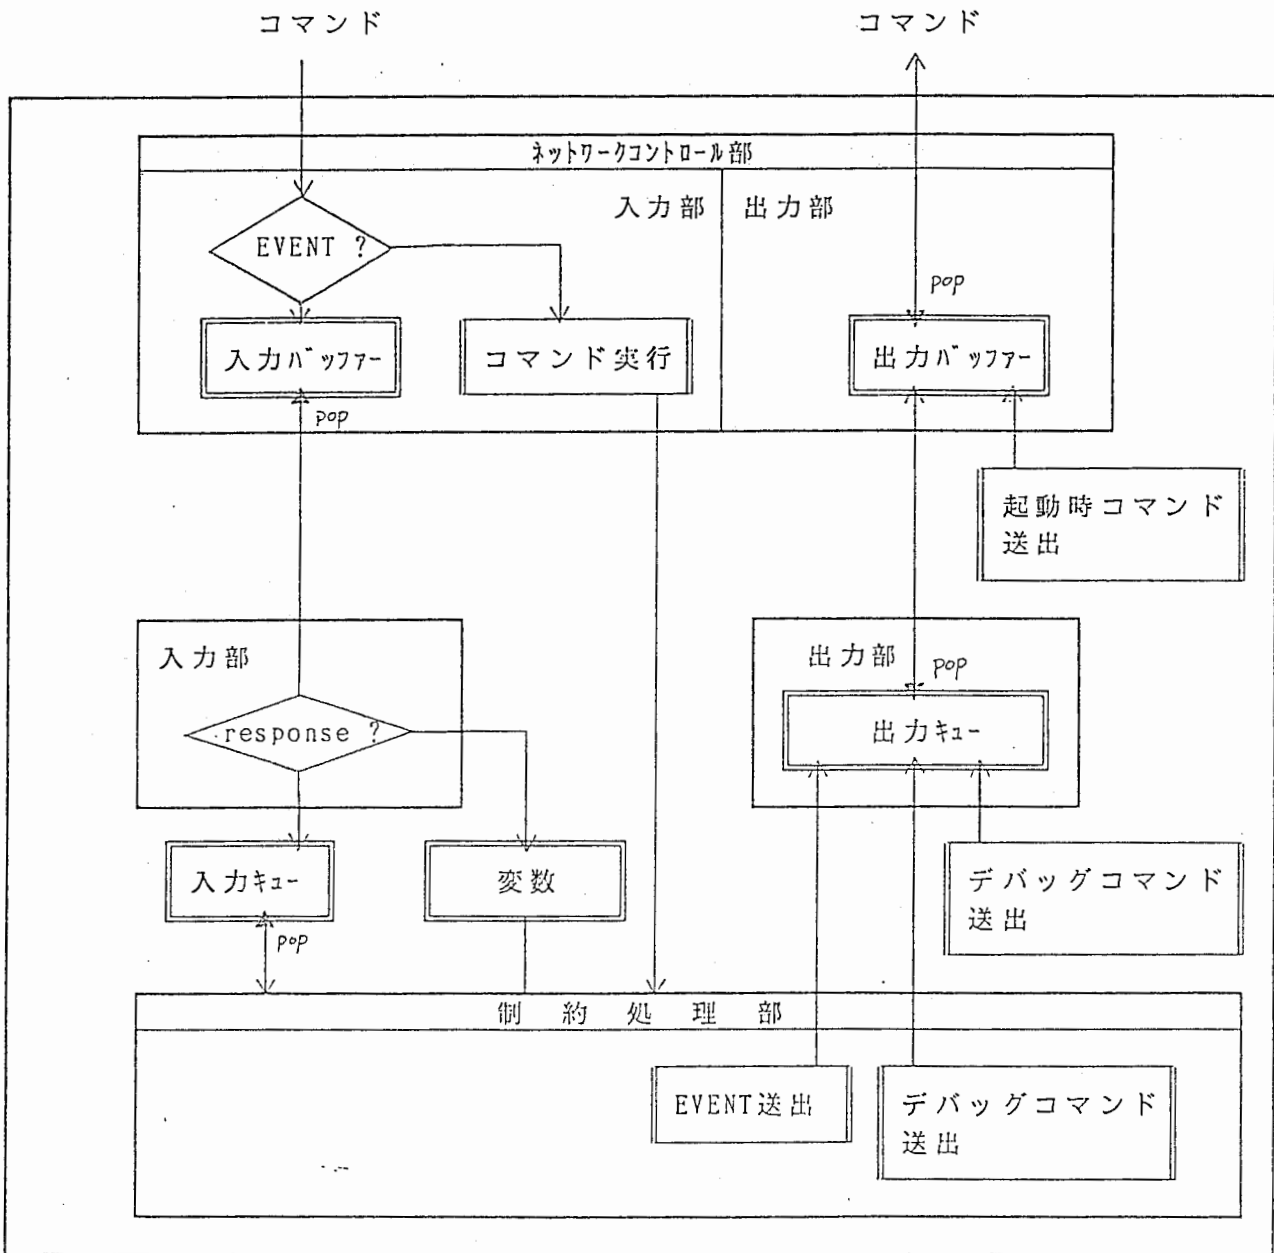 コマンド
コマンド
ネットワークコントロール部
入力部
出力部
EVENT ?
pop
入力バッファー
コマンド実行
出力バッファー
pop
起動時コマンド
送出
入力部
出力部
pop
response ?
出力キュー
入力キュー
変数
デバッグコマンド
送出
pop
制約処理部
EVENT送出
デバッグコマンド
送出